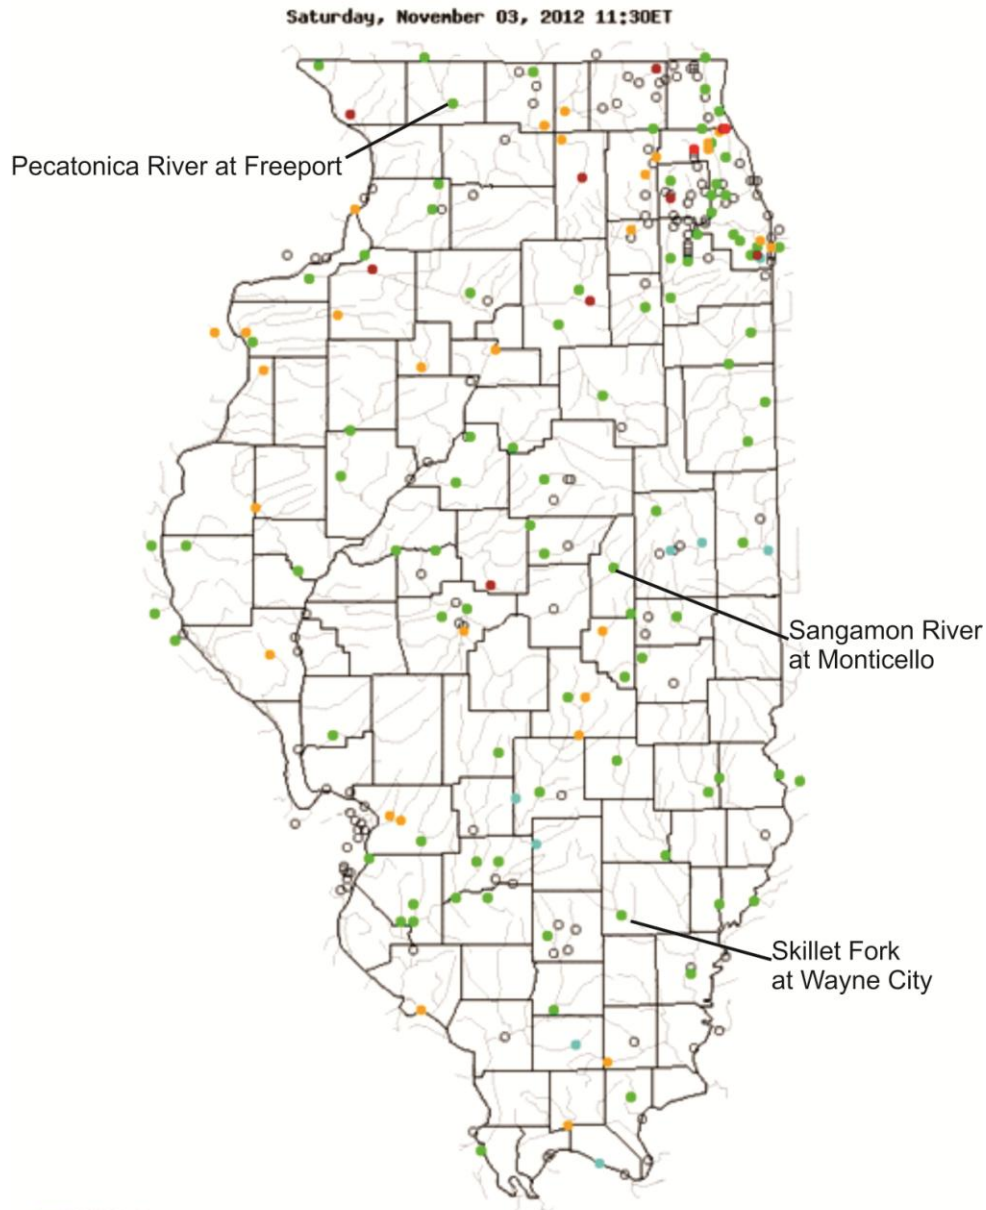 Saturday, November 03, 2012 11:30ET
Pecatonica River at Freeport
Sangamon River
at Monticello
Skillet Fork
at Wayne City